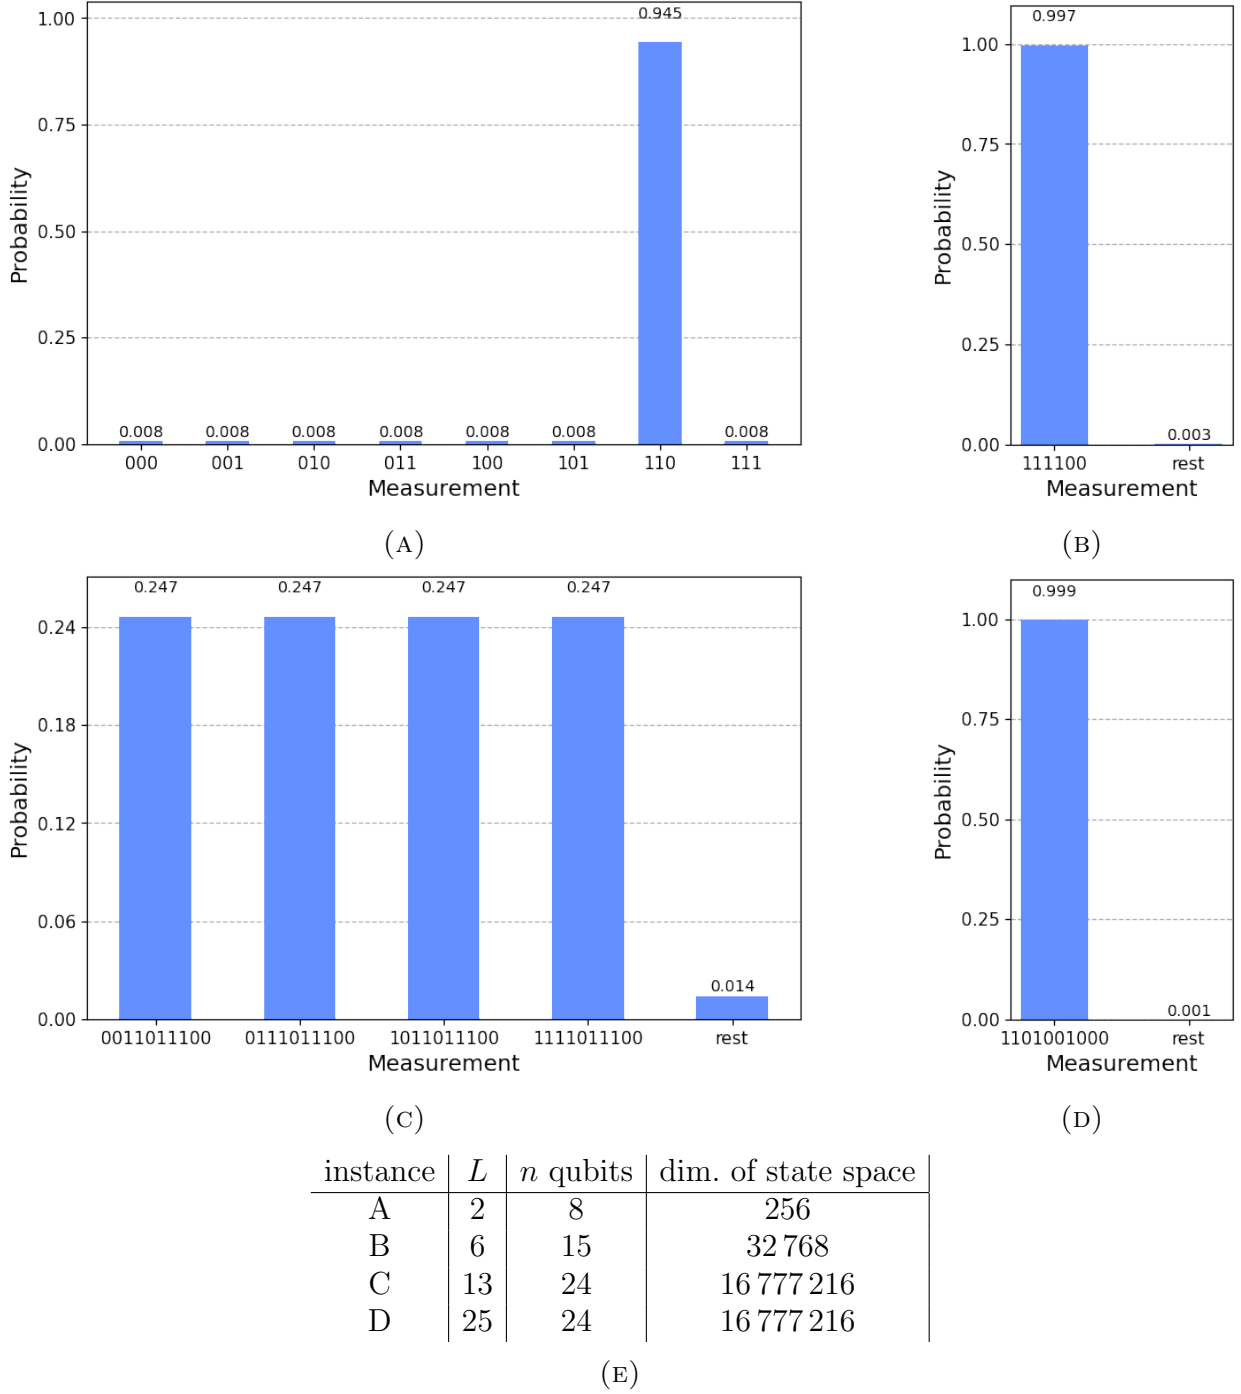 0.945
1.00
0.75
0.50
0.25
0.00
Probability
0.008 0.008 0.008 0.008 0.008 0.008 0.008
000 001 010 011 100 101 110 111
Measurement
(A)
0.997
1.00
0.75
0.50
0.25
0.00
Probability
0.003
111100 rest
Measurement
(B)
0.247 0.247 0.247 0.247
0.24
0.18
0.12
0.06
0.00
Probability
0.014
0011011100 0111011100 1011011100 1111011100 rest
Measurement
(C)
0.999
1.00
0.75
0.50
0.25
0.00
Probability
0.001
1101001000 rest
Measurement
(D)
instance L n qubits dim. of state space
A 2 8 256
B 6 15 32 768
C 13 24 16 777 216
D 25 24 16 777 216
(E)